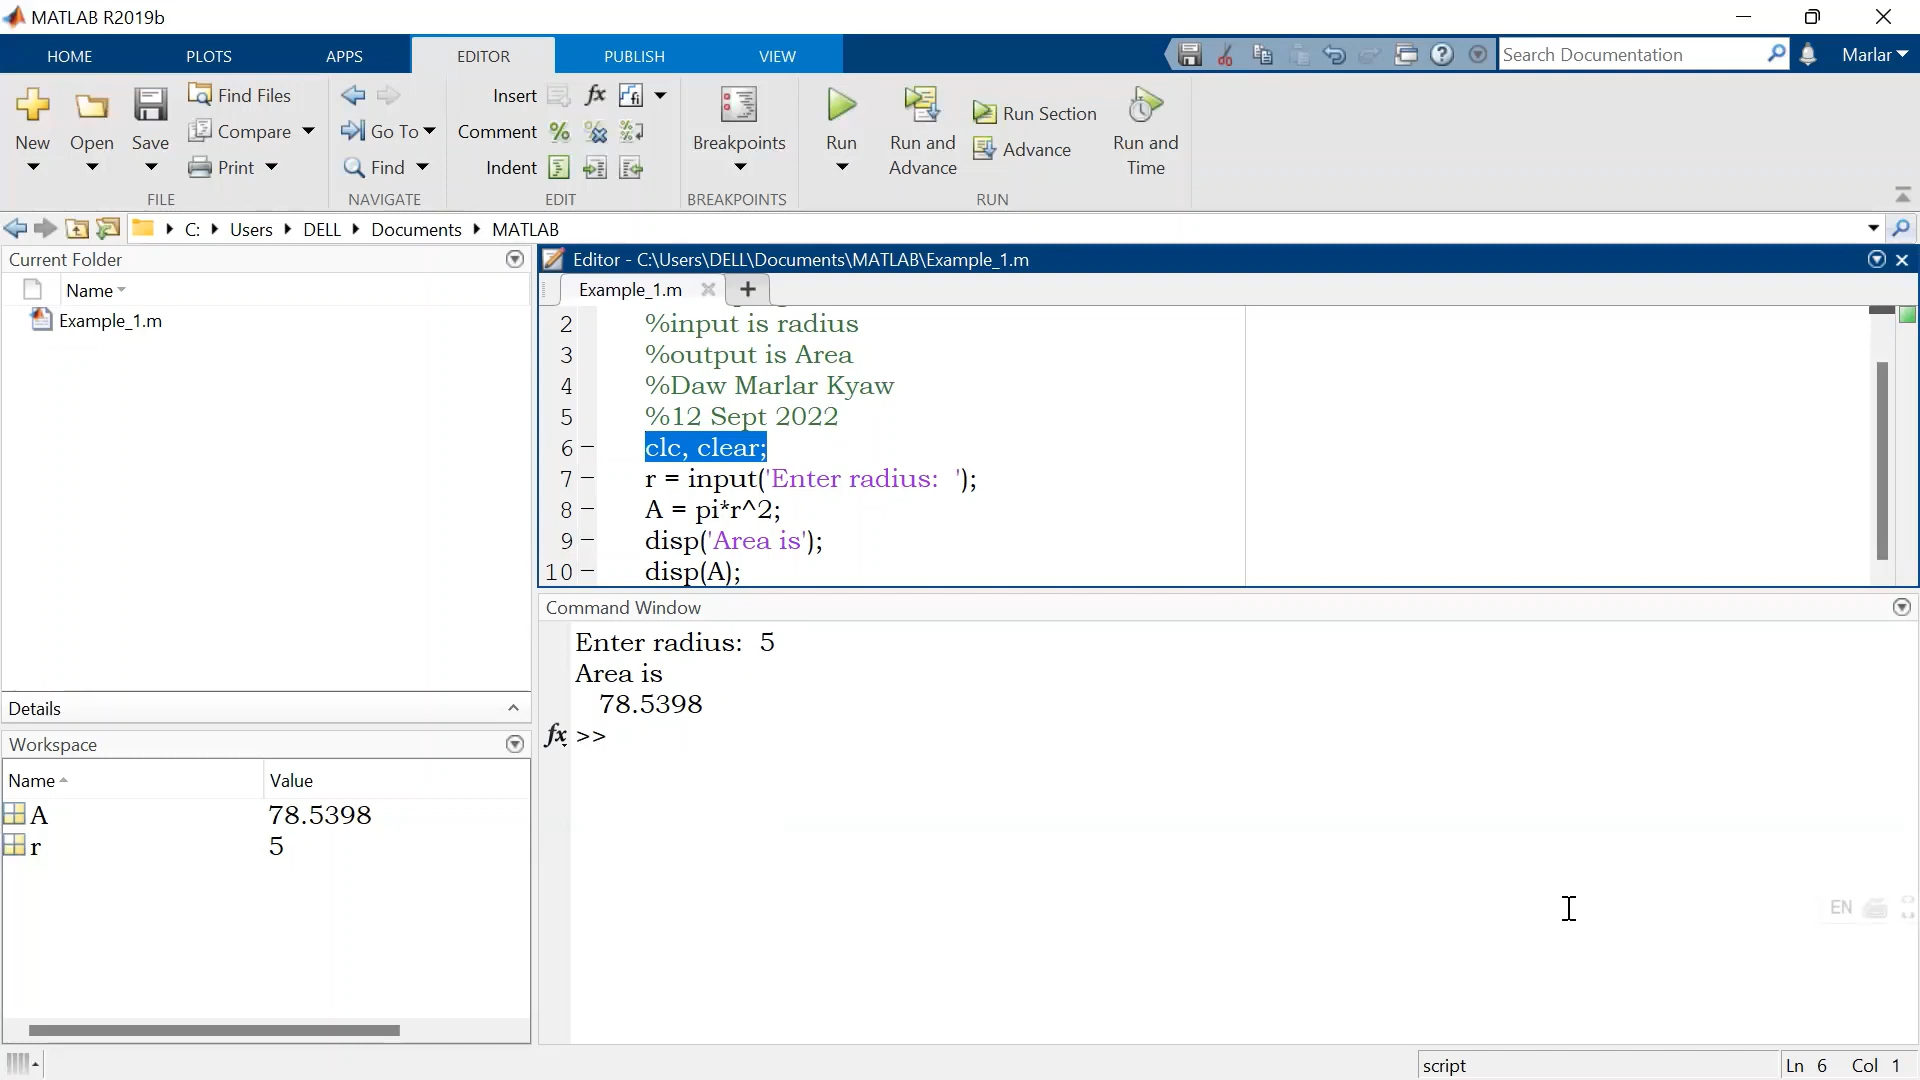 MATLAB R2019b
HOME PLOTS APPS EDITOR PUBLISH VIEW Search Documentation Marlar
New Open Save Find Files Compare Print
Go To Find
Insert fx fi
Comment
Indent
Breakpoints
Run Run and Advance Run Section Advance Run and Time
FILE NAVIGATE EDIT BREAKPOINTS RUN
C: Users DELL Documents MATLAB
Current Folder
Name
Example_1.m
Details
Workspace
Name Value
A 78.5398
r 5
Editor - C:\Users\DELL\Documents\MATLAB\Example_1.m
Example_1.m +
2 %input is radius
3 %output is Area
4 %Daw Marlar Kyaw
5 %12 Sept 2022
6 – clc, clear;
7 – r = input('Enter radius:  ');
8 – A = pi*r^2;
9 – disp('Area is');
10 – disp(A);
Command Window
Enter radius:  5
Area is
78.5398
fx >>
EN
script Ln 6 Col 1